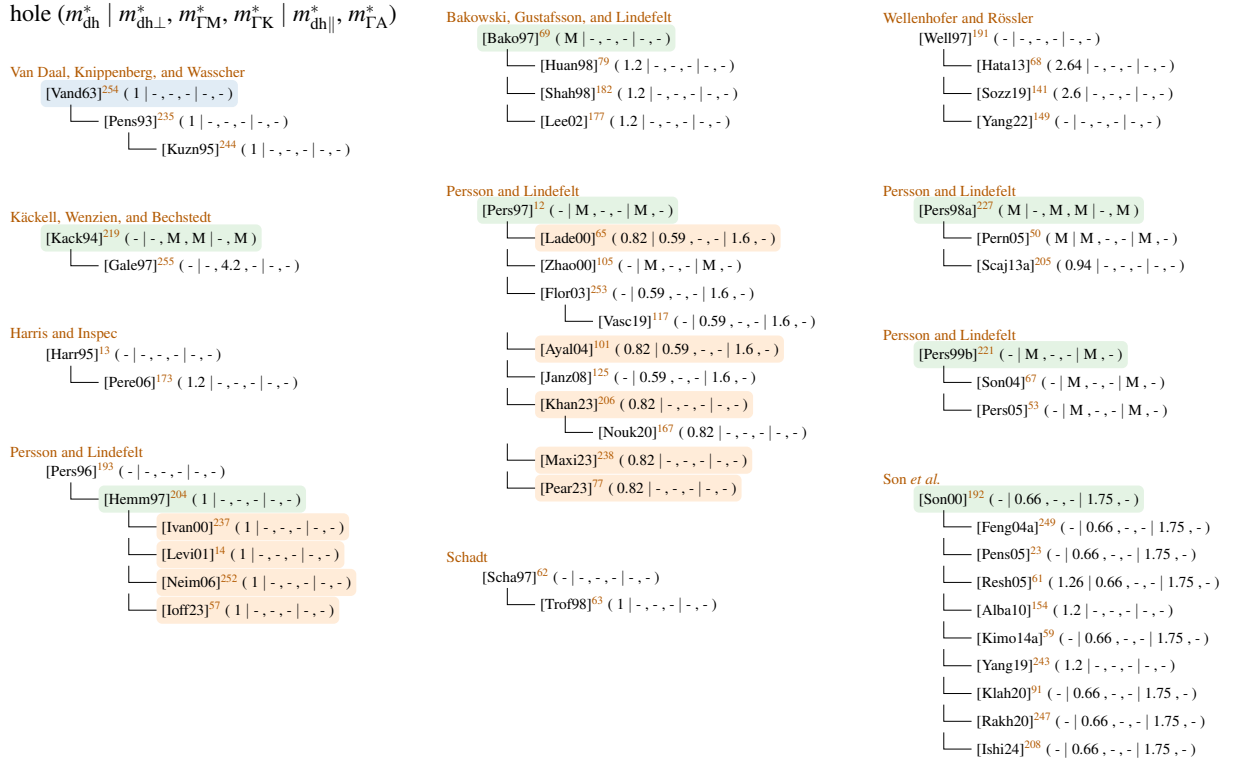 hole (m*dh | m*dh⊥, m*ΓM, m*ΓK | m*dh∥, m*ΓA)
Van Daal, Knippenberg, and Wasscher
[Vand63]254 ( 1 | - , - , - | - , - )
[Pens93]235 ( 1 | - , - , - | - , - )
[Kuzn95]244 ( 1 | - , - , - | - , - )
Käckell, Wenzien, and Bechstedt
[Kack94]219 ( - | - , M , M | - , M )
[Gale97]255 ( - | - , 4.2 , - | - , - )
Harris and Inspec
[Harr95]13 ( - | - , - , - | - , - )
[Pere06]173 ( 1.2 | - , - , - | - , - )
Persson and Lindefelt
[Pers96]193 ( - | - , - , - | - , - )
[Hemm97]204 ( 1 | - , - , - | - , - )
[Ivan00]237 ( 1 | - , - , - | - , - )
[Levi01]14 ( 1 | - , - , - | - , - )
[Neim06]252 ( 1 | - , - , - | - , - )
[Ioff23]57 ( 1 | - , - , - | - , - )
Bakowski, Gustafsson, and Lindefelt
[Bako97]69 ( M | - , - , - | - , - )
[Huan98]79 ( 1.2 | - , - , - | - , - )
[Shah98]182 ( 1.2 | - , - , - | - , - )
[Lee02]177 ( 1.2 | - , - , - | - , - )
Persson and Lindefelt
[Pers97]12 ( - | M , - , - | M , - )
[Lade00]65 ( 0.82 | 0.59 , - , - | 1.6 , - )
[Zhao00]105 ( - | M , - , - | M , - )
[Flor03]253 ( - | 0.59 , - , - | 1.6 , - )
[Vasc19]117 ( - | 0.59 , - , - | 1.6 , - )
[Ayal04]101 ( 0.82 | 0.59 , - , - | 1.6 , - )
[Janz08]125 ( - | 0.59 , - , - | 1.6 , - )
[Khan23]206 ( 0.82 | - , - , - | - , - )
[Nouk20]167 ( 0.82 | - , - , - | - , - )
[Maxi23]238 ( 0.82 | - , - , - | - , - )
[Pear23]77 ( 0.82 | - , - , - | - , - )
Schadt
[Scha97]62 ( - | - , - , - | - , - )
[Trof98]63 ( 1 | - , - , - | - , - )
Wellenhofer and Rössler
[Well97]191 ( - | - , - , - | - , - )
[Hata13]68 ( 2.64 | - , - , - | - , - )
[Sozz19]141 ( 2.6 | - , - , - | - , - )
[Yang22]149 ( - | - , - , - | - , - )
Persson and Lindefelt
[Pers98a]227 ( M | - , M , M | - , M )
[Pern05]50 ( M | M , - , - | M , - )
[Scaj13a]205 ( 0.94 | - , - , - | - , - )
Persson and Lindefelt
[Pers99b]221 ( - | M , - , - | M , - )
[Son04]67 ( - | M , - , - | M , - )
[Pers05]53 ( - | M , - , - | M , - )
Son et al.
[Son00]192 ( - | 0.66 , - , - | 1.75 , - )
[Feng04a]249 ( - | 0.66 , - , - | 1.75 , - )
[Pens05]23 ( - | 0.66 , - , - | 1.75 , - )
[Resh05]61 ( 1.26 | 0.66 , - , - | 1.75 , - )
[Alba10]154 ( 1.2 | - , - , - | - , - )
[Kimo14a]59 ( - | 0.66 , - , - | 1.75 , - )
[Yang19]243 ( 1.2 | - , - , - | - , - )
[Klah20]91 ( - | 0.66 , - , - | 1.75 , - )
[Rakh20]247 ( - | 0.66 , - , - | 1.75 , - )
[Ishi24]208 ( - | 0.66 , - , - | 1.75 , - )